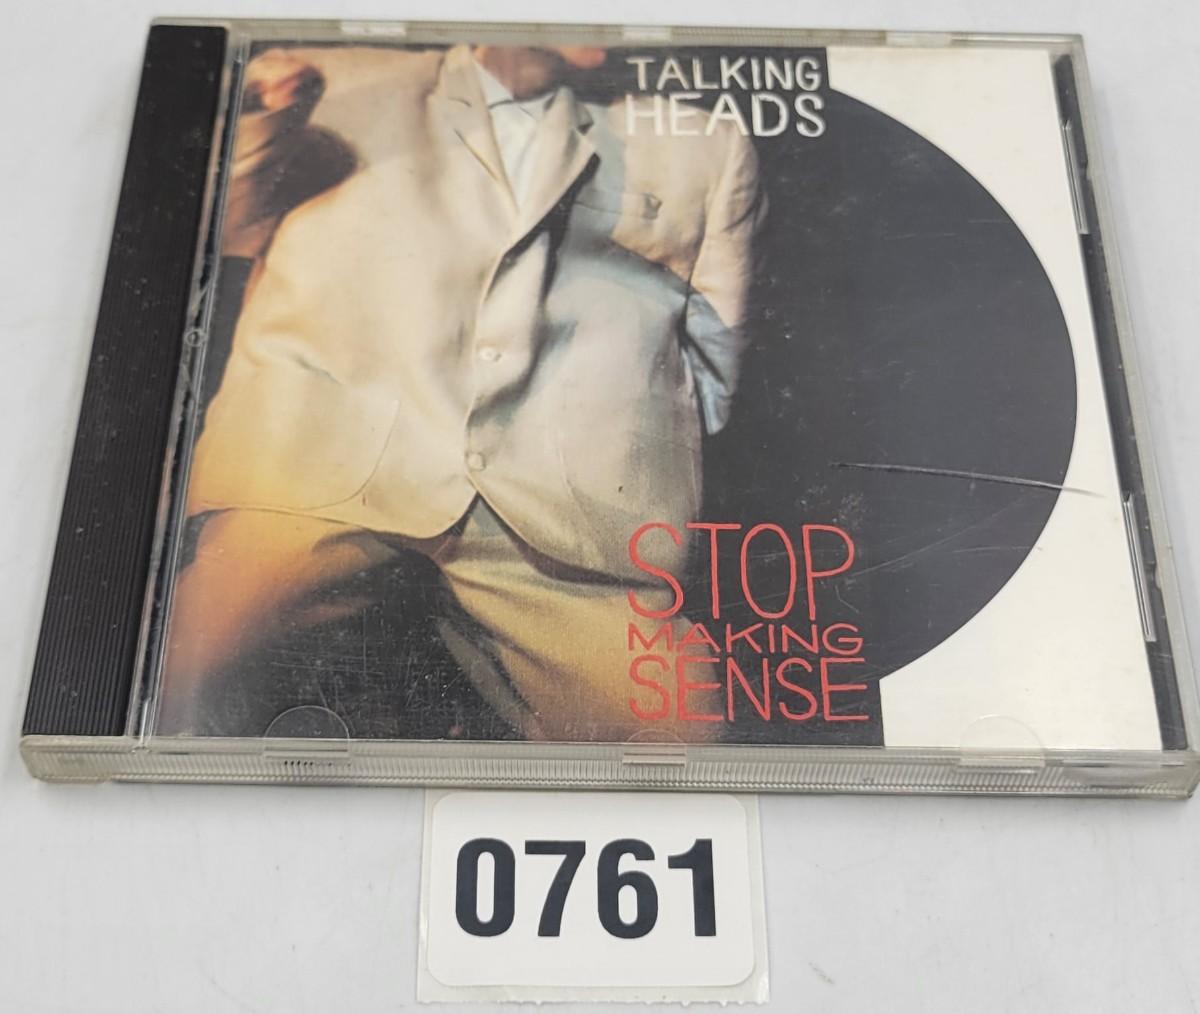 TALKING
HEADS
STOP
MAKING
SENSE
0761